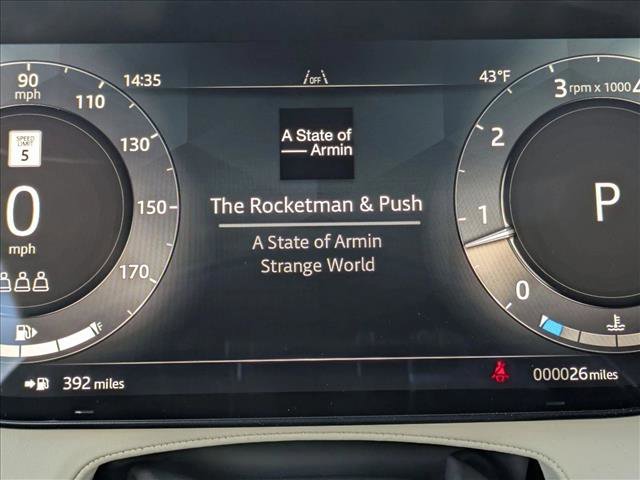 90
mph
110
130
150
170
SPEED
LIMIT
5
0
mph
F
392 miles
14:35
OFF
43°F
A State of
Armin
The Rocketman & Push
A State of Armin
Strange World
3 rpm x 1000 4
2
1
0
P
000026 miles